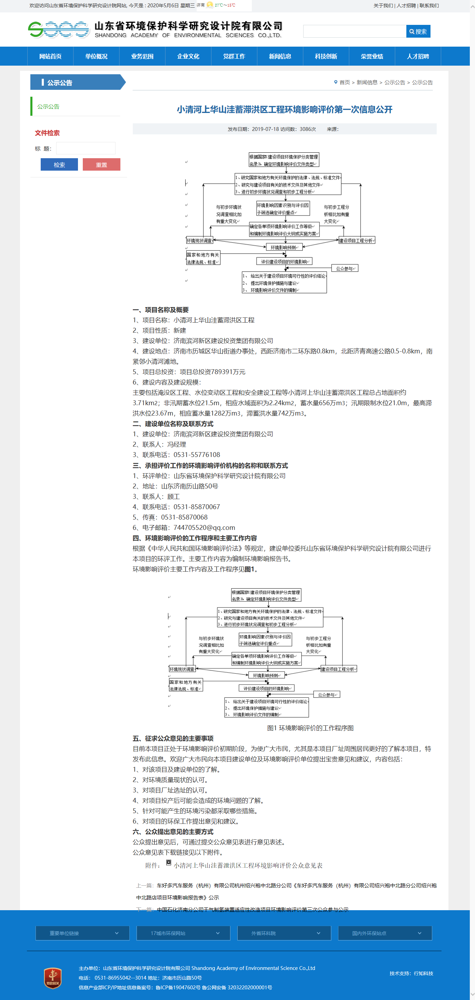 欢迎访问山东省环境保护科学研究设计院网站, 今天是 : 2020年5月6日 星期三 济南 27℃～15℃
关于我们 | 人才招聘 | 联系我们
山东省环境保护科学研究设计院有限公司
SHANDONG ACADEMY OF ENVIRONMENTAL SCIENCES CO.,LTD.
搜索
网站首页 单位概况 业务范围 企业文化 党群工作 新闻信息 科技创新 荣誉业绩 人才招聘
公示公告
首页 > 新闻信息 > 公示公告 > 公示公告
公示公告
文件检索
标 题：
检索 重置
小清河上华山洼蓄滞洪区工程环境影响评价第一次信息公开
发布日期：2019-07-18 访问数：3086次 来源：
根据国家《建设项目环境保护分类管理
名录》，确定环境影响评价文件类型
1、研究国家和地方有关环境保护的法律、法规、标准文件
2、研究与建设项目有关的技术文件及其他文件
3、进行初步环境状况调查和初步工程分析
与初步环境状
况调查相比如
有重大变化
环境影响因素识别与评价因
子筛选确定评价重点
与初步工程分
析相比如有重
大变化
确定各单项环境影响评价工作等级
和编制环境影响评价大纲或实施方案
环境现状调查
建设项目工程分析
环境影响预测
国家和地方有关
法律法规、标准
评价建设项目的环境影响
公众参与
1、 给出关于建设项目环境可行性的评价结论
2、 提出环境保护措施与建议
3、 环境影响评价文件的编制
一、项目名称及概要
1、项目名称：小清河上华山洼蓄滞洪区工程
2、项目性质：新建
3、建设单位：济南滨河新区建设投资集团有限公司
4、建设地点：济南市历城区华山街道办事处，西距济南市二环东路0.8km，北距济青高速公路0.5-0.8km，南
紧邻小清河滩地。
5、项目总投资：项目总投资789391万元
6、建设内容及建设规模：
主要包括淹没区工程、水位变动区工程和安全建设工程等小清河上华山洼蓄滞洪区工程总占地面积约
3.71km2；非汛期蓄水位21.5m，相应水域面积为2.24km2，蓄水量656万m3；汛期限制水位21.0m，最高滞
洪水位23.67m，相应蓄水量1282万m3，滞蓄洪水量742万m3。
二、建设单位名称及联系方式
1、建设单位：济南滨河新区建设投资集团有限公司
2、联系人：冯经理
3、联系电话：0531-55776108
三、承担评价工作的环境影响评价机构的名称和联系方式
1、环评单位：山东省环境保护科学研究设计院有限公司
2、地址：山东济南历山路50号
3、联系人：顾工
4、联系电话：0531-85870067
5、传真：0531-85870068
6、电子邮箱：744705520@qq.com
四、环境影响评价的工作程序和主要工作内容
根据《中华人民共和国环境影响评价法》等规定，建设单位委托山东省环境保护科学研究设计院有限公司进行
本项目的环评工作。主要工作内容为编制环境影响报告书。
环境影响评价主要工作内容及工作程序见图1。
根据国家《建设项目环境保护分类管理
名录》，确定环境影响评价文件类型
1、研究国家和地方有关环境保护的法律、法规、标准文件
2、研究与建设项目有关的技术文件及其他文件
3、进行初步环境状况调查和初步工程分析
与初步环境状
况调查相比如
有重大变化
环境影响因素识别与评价因
子筛选确定评价重点
与初步工程分
析相比如有重
大变化
确定各单项环境影响评价工作等级
和编制环境影响评价大纲或实施方案
环境现状调查
建设项目工程分析
环境影响预测
国家和地方有关
法律法规、标准
评价建设项目的环境影响
公众参与
1、 给出关于建设项目环境可行性的评价结论
2、 提出环境保护措施与建议
3、 环境影响评价文件的编制
图1 环境影响评价的工作程序图
五、征求公众意见的主要事项
目前本项目正处于环境影响评价初期阶段，为使广大市民，尤其是本项目厂址周围居民更好的了解本项目，特
发布此信息。欢迎广大市民向本项目建设单位及环境影响评价单位提出宝贵意见和建议，内容包括：
1、对该项目及建设单位的了解。
2、对环境质量现状的认可。
3、对项目厂址选址的认可。
4、对项目投产后可能会造成的环境问题的了解。
5、针对可能产生的环境污染都采取哪些措施。
6、对项目的环保工作提出意见和建议。
六、公众提出意见的主要方式
公众提出意见后，可通过提交公众意见表进行意见表述。
公众意见表下载链接见以下附件。
附件： 小清河上华山洼蓄泄洪区工程环境影响评价公众意见表
上一篇：车好多汽车服务（杭州）有限公司杭州绍兴袍中北路分公司《车好多汽车服务（杭州）有限公司绍兴袍中北路分公司绍兴袍
中北路店项目环境影响报告表》公示
下一篇：中国石化济南分公司干气制氢装置适应性改造项目环境影响评价第三次公众参与公示
重要单位链接 17城市环保网站 外省环科院 国内外环保站点
党政机关
主办单位：山东省环境保护科学研究设计院有限公司 Shandong Academy of Environmental Science Co.,Ltd
电话： 0531-86955042--3014 地址：济南市历山路50号
信息产业部ICP/IP地址信息备案号：鲁ICP备19047602号 鲁公网安备 32032202000001号
技术支持：行知科技